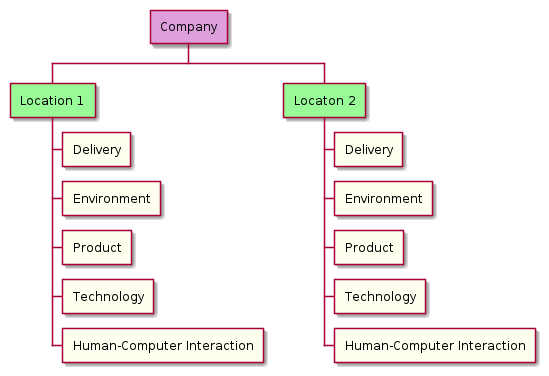 Company
Location 1
Locaton 2
Delivery
Delivery
Environment
Environment
Product
Product
Technology
Technology
Human-Computer Interaction
Human-Computer Interaction